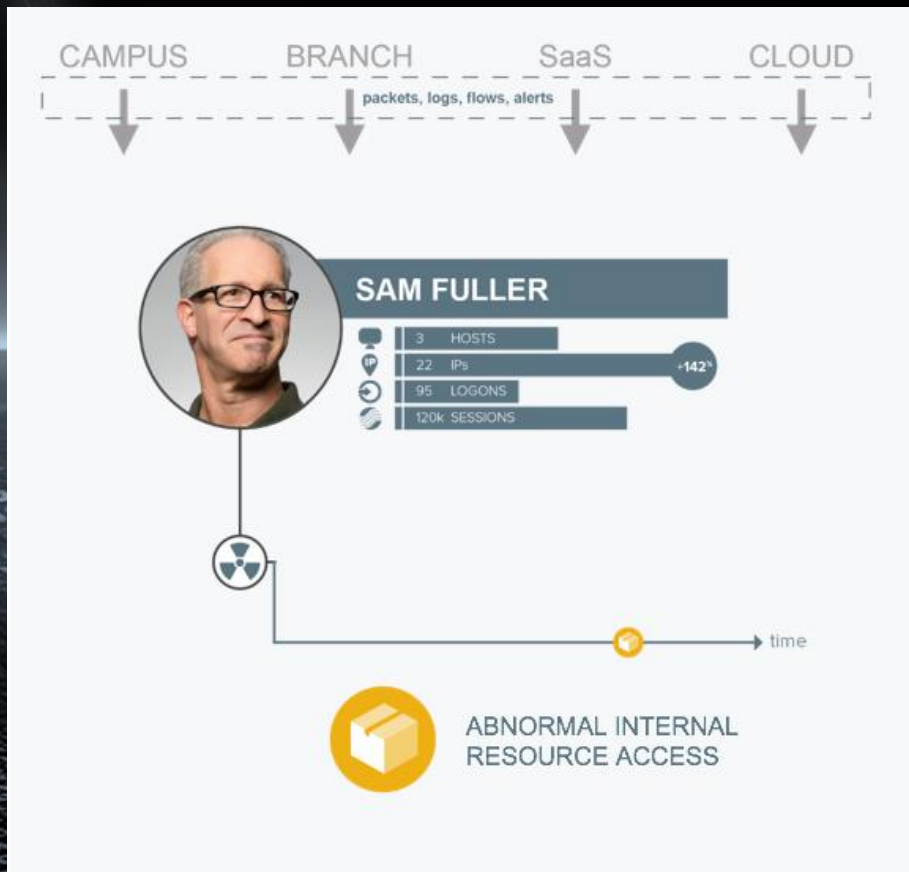 CAMPUS BRANCH SaaS CLOUD
packets, logs, flows, alerts
SAM FULLER
3 HOSTS
IP 22 IPs +142%
95 LOGONS
120k SESSIONS
time
ABNORMAL INTERNAL
RESOURCE ACCESS